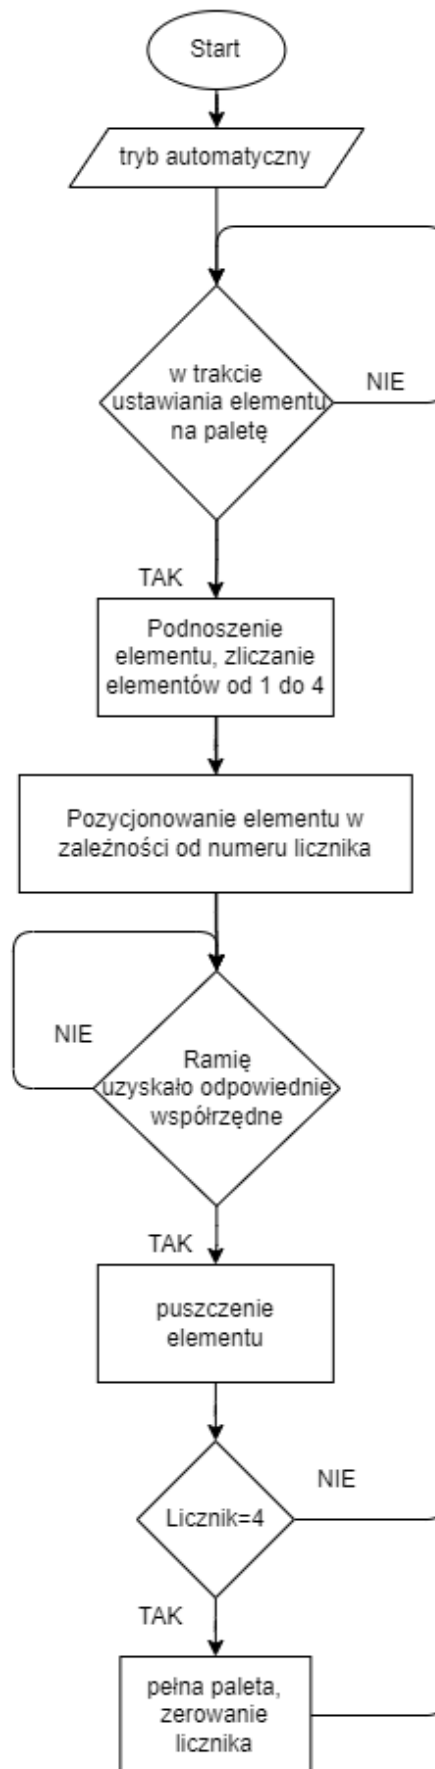 Start
tryb automatyczny
w trakcie
ustawiania elementu
na paletę
NIE
TAK
Podnoszenie
elementu, zliczanie
elementów od 1 do 4
Pozycjonowanie elementu w
zależności od numeru licznika
NIE
Ramię
uzyskało odpowiednie
współrzędne
TAK
puszczenie
elementu
NIE
Licznik=4
TAK
pełna paleta,
zerowanie
licznika